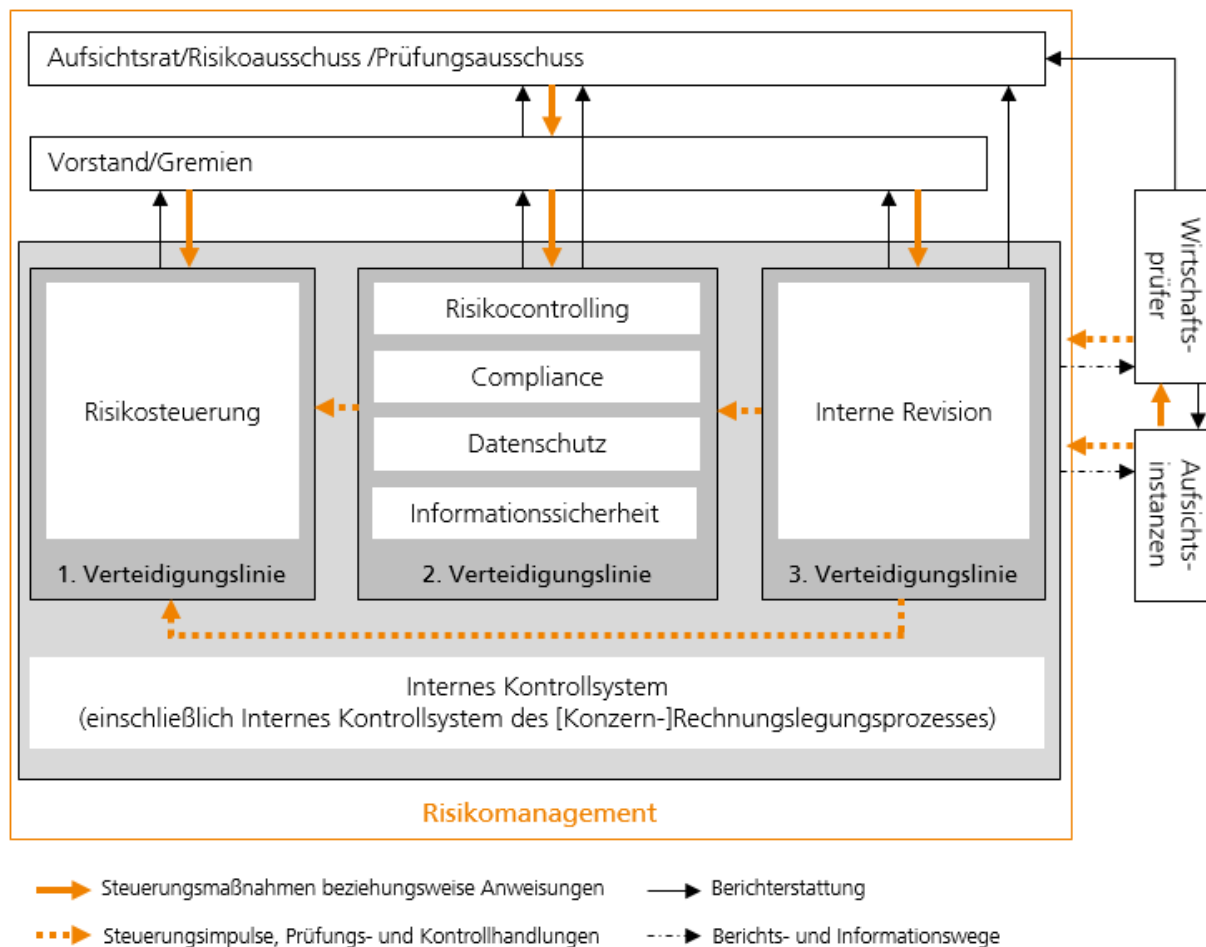 Aufsichtsrat/Risikoausschuss /Prüfungsausschuss
Vorstand/Gremien
Wirtschafts-
prüfer
Risikosteuerung
1. Verteidigungslinie
Risikocontrolling
Compliance
Datenschutz
Informationssicherheit
2. Verteidigungslinie
Interne Revision
3. Verteidigungslinie
Aufsichts-
instanzen
Internes Kontrollsystem
(einschließlich Internes Kontrollsystem des [Konzern-]Rechnungslegungsprozesses)
Risikomanagement
Steuerungsmaßnahmen beziehungsweise Anweisungen
Berichterstattung
Steuerungsimpulse, Prüfungs- und Kontrollhandlungen
Berichts- und Informationswege